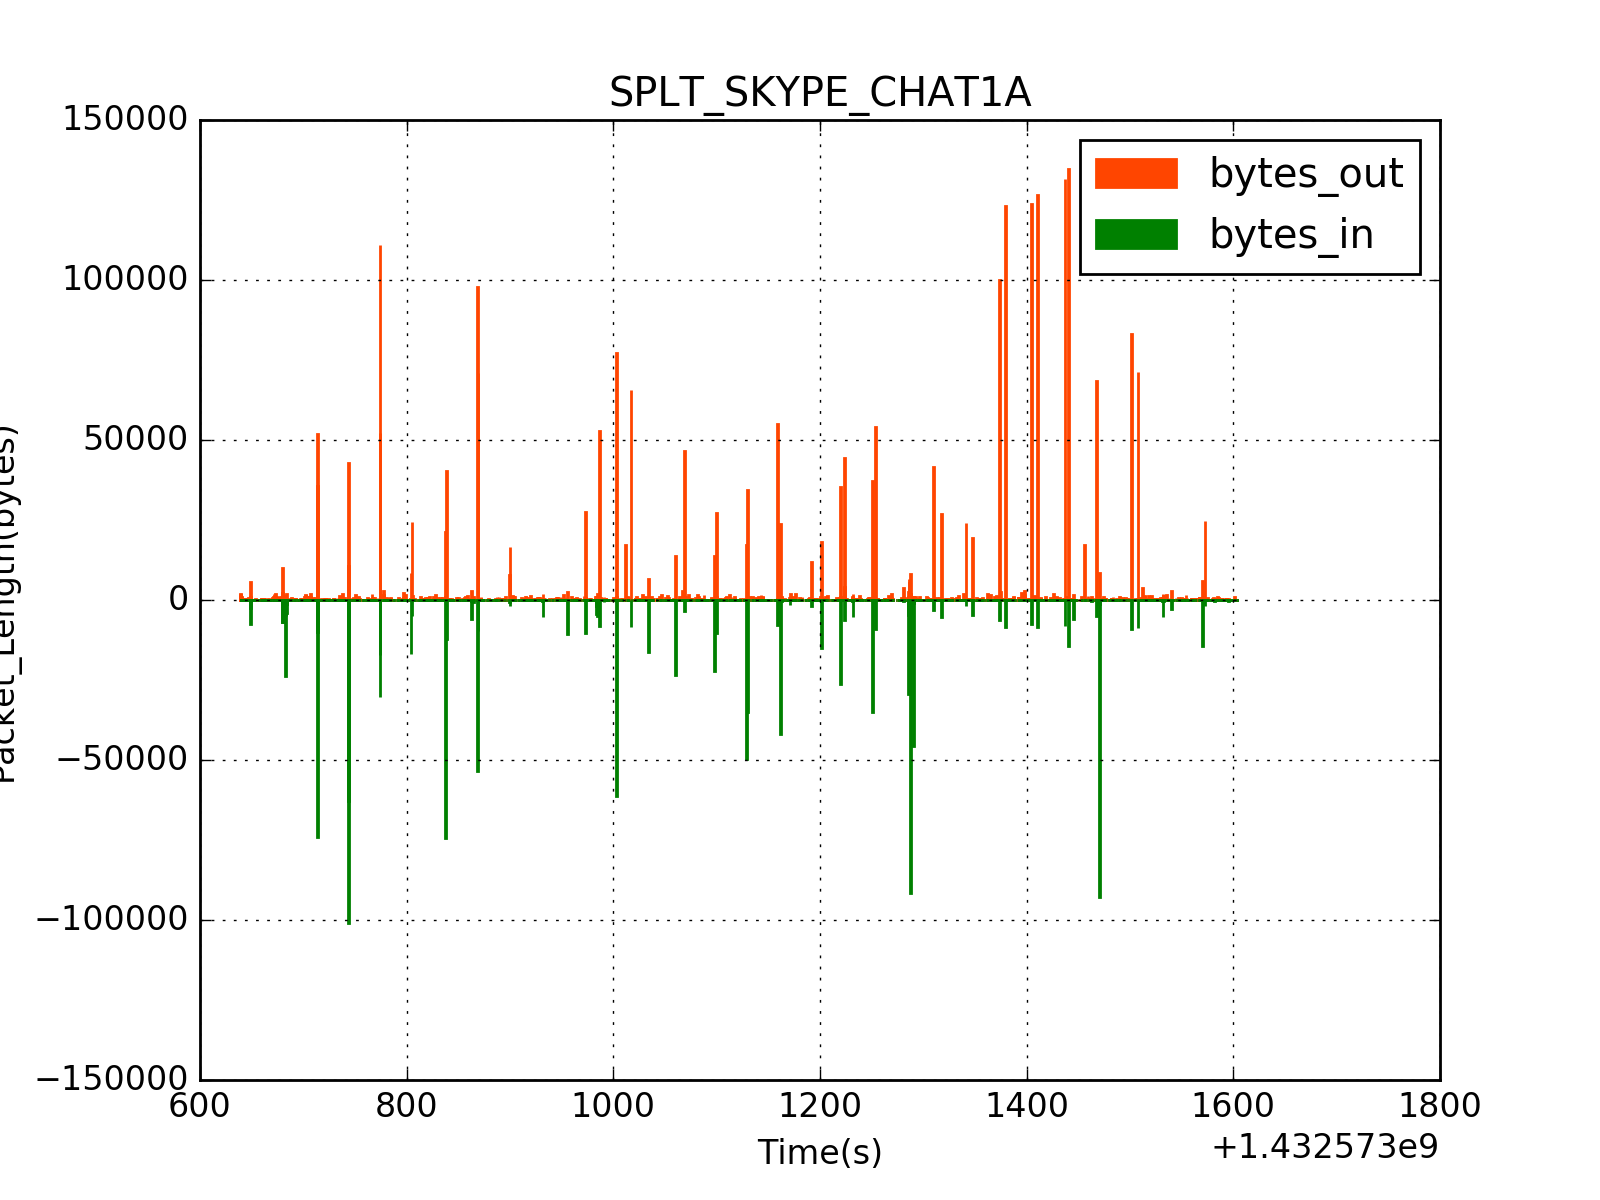 SPLT_SKYPE_CHAT1A
150000
100000
50000
0
−50000
−100000
−150000
Packet_Length(bytes)
bytes_out
bytes_in
600 800 1000 1200 1400 1600 1800
Time(s)
+1.432573e9